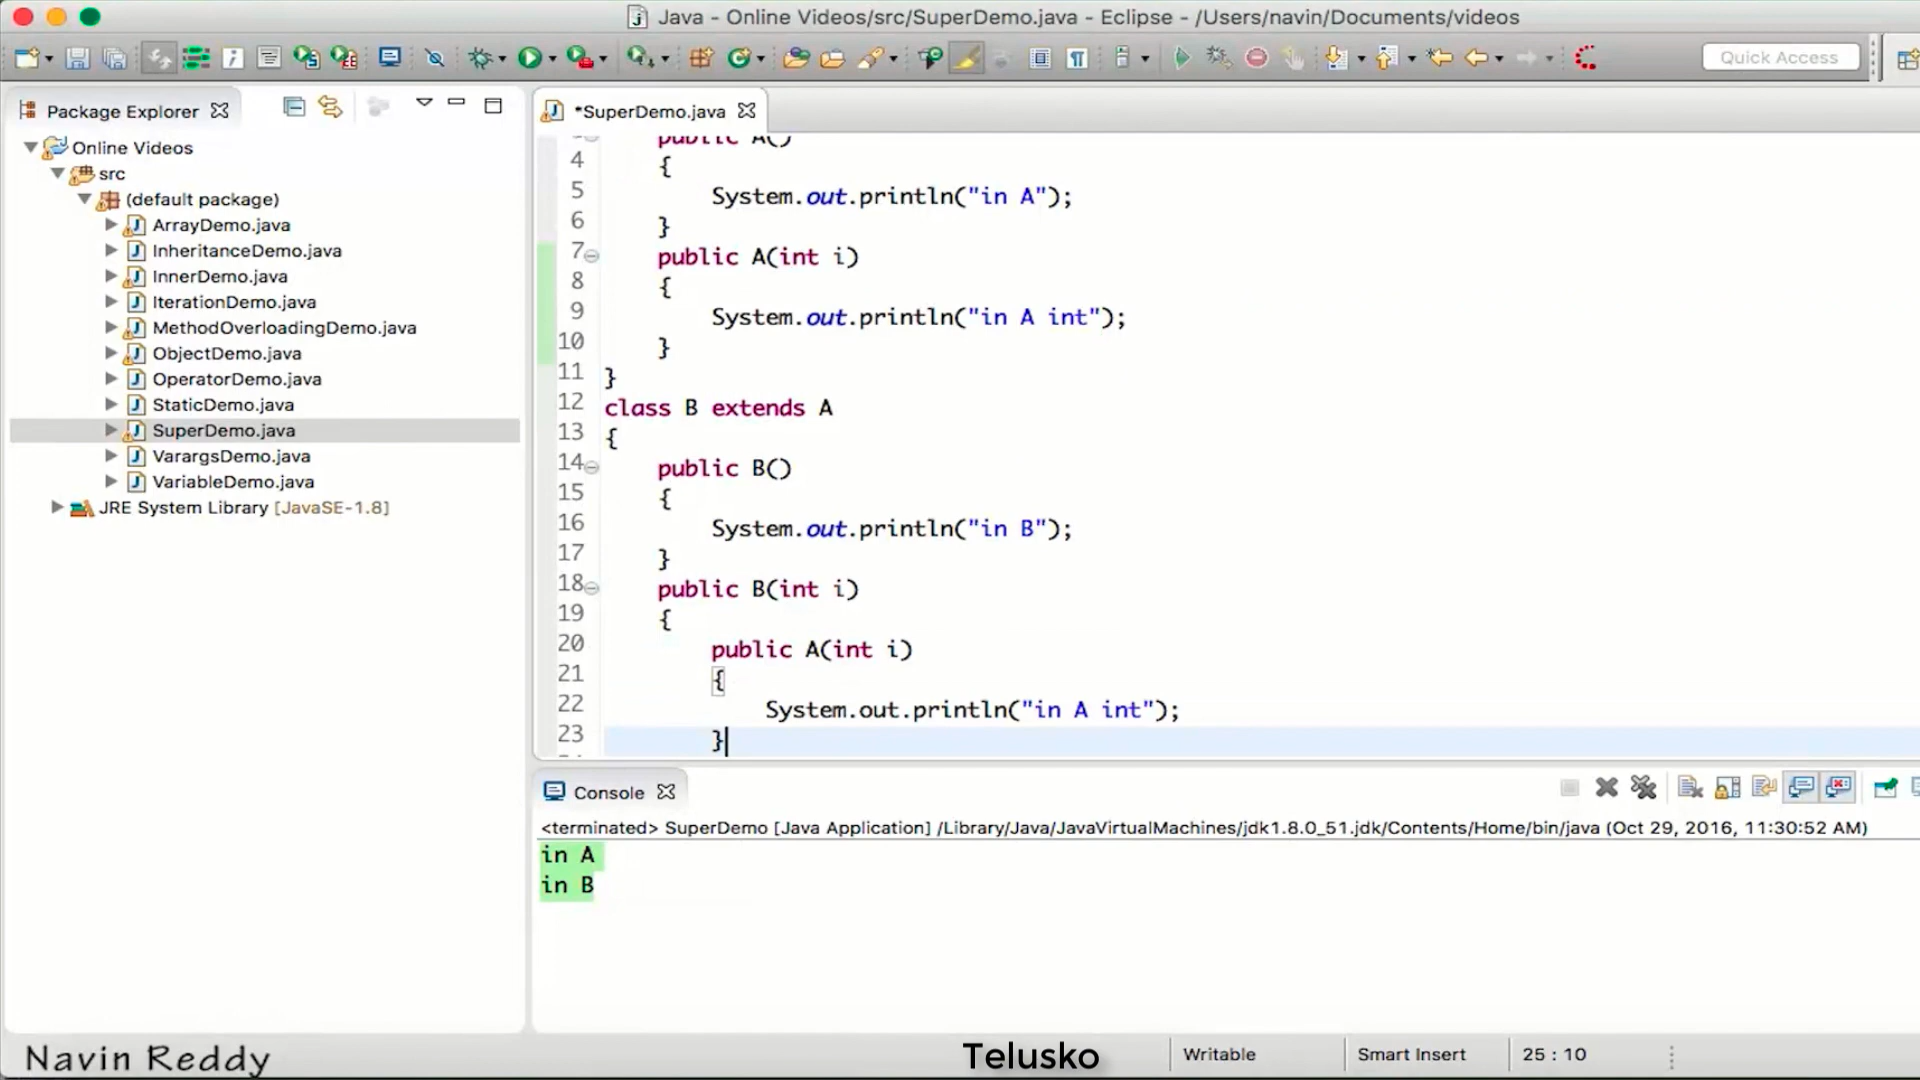 Java - Online Videos/src/SuperDemo.java - Eclipse - /Users/navin/Documents/videos
Quick Access
Package Explorer
Online Videos
src
(default package)
ArrayDemo.java
InheritanceDemo.java
InnerDemo.java
IterationDemo.java
MethodOverloadingDemo.java
ObjectDemo.java
OperatorDemo.java
StaticDemo.java
SuperDemo.java
VarargsDemo.java
VariableDemo.java
JRE System Library [JavaSE-1.8]
*SuperDemo.java
public A()
4 {
5 System.out.println("in A");
6 }
7 public A(int i)
8 {
9 System.out.println("in A int");
10 }
11 }
12 class B extends A
13 {
14 public B()
15 {
16 System.out.println("in B");
17 }
18 public B(int i)
19 {
20 public A(int i)
21 {
22 System.out.println("in A int");
23 }
Console
<terminated> SuperDemo [Java Application] /Library/Java/JavaVirtualMachines/jdk1.8.0_51.jdk/Contents/Home/bin/java (Oct 29, 2016, 11:30:52 AM)
in A
in B
Navin Reddy
Telusko
Writable
Smart Insert
25 : 10